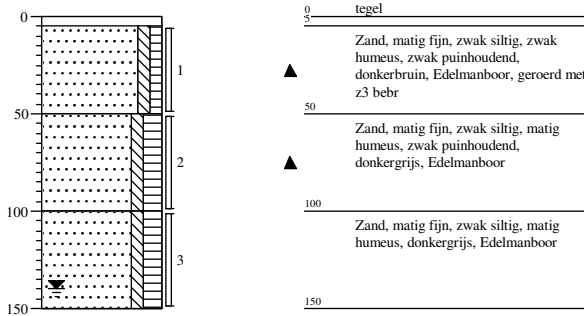 0
50
100
150
1
2
3
0
tegel
5
Zand, matig fijn, zwak siltig, zwak
humeus, zwak puinhoudend,
donkerbruin, Edelmanboor, geroerd met
z3 bebr
50
Zand, matig fijn, zwak siltig, matig
humeus, zwak puinhoudend,
donkergrijs, Edelmanboor
100
Zand, matig fijn, zwak siltig, matig
humeus, donkergrijs, Edelmanboor
150